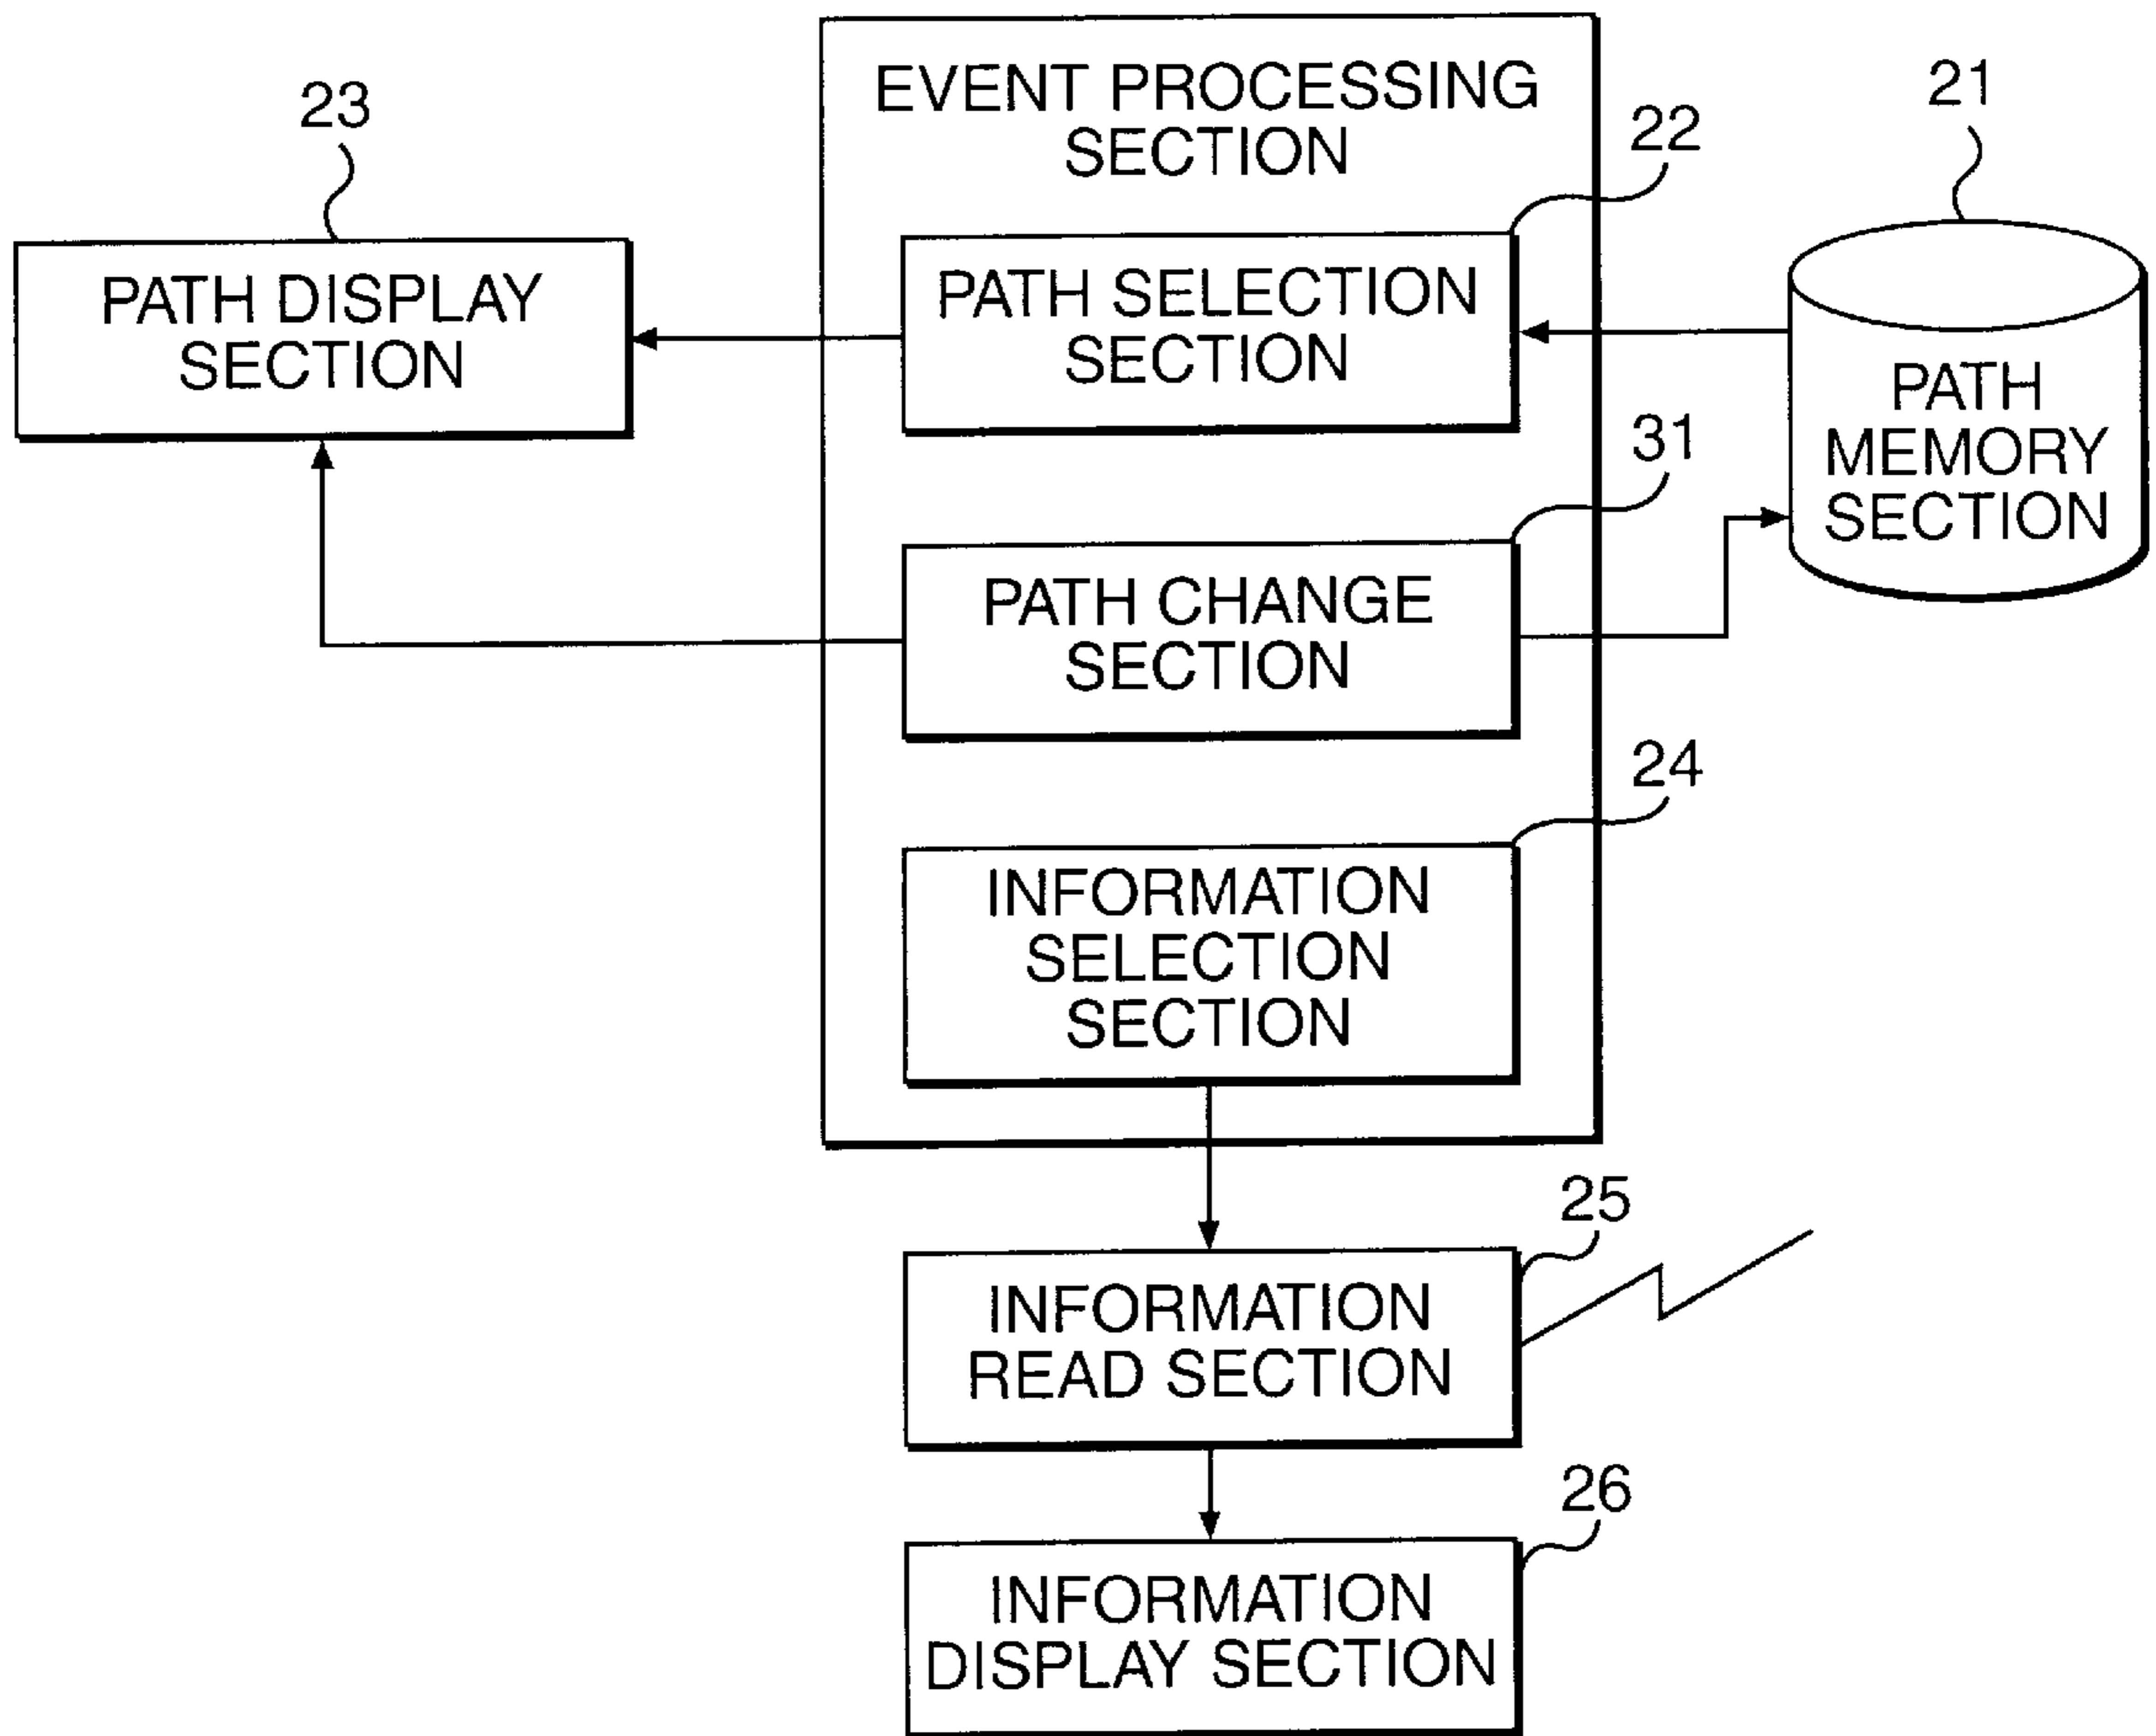 EVENT PROCESSING
SECTION
23
22
21
PATH DISPLAY
SECTION
PATH SELECTION
SECTION
PATH
MEMORY
SECTION
31
PATH CHANGE
SECTION
24
INFORMATION
SELECTION
SECTION
25
INFORMATION
READ SECTION
26
INFORMATION
DISPLAY SECTION